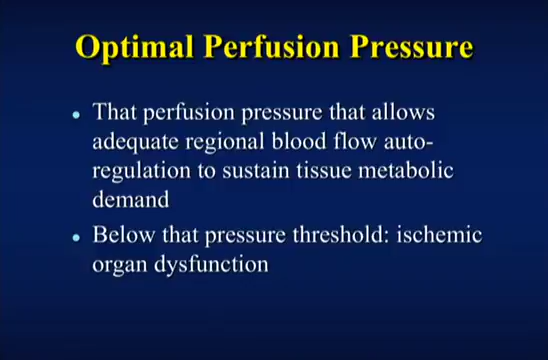 Optimal Perfusion Pressure
• That perfusion pressure that allows
adequate regional blood flow auto-
regulation to sustain tissue metabolic
demand
• Below that pressure threshold: ischemic
organ dysfunction